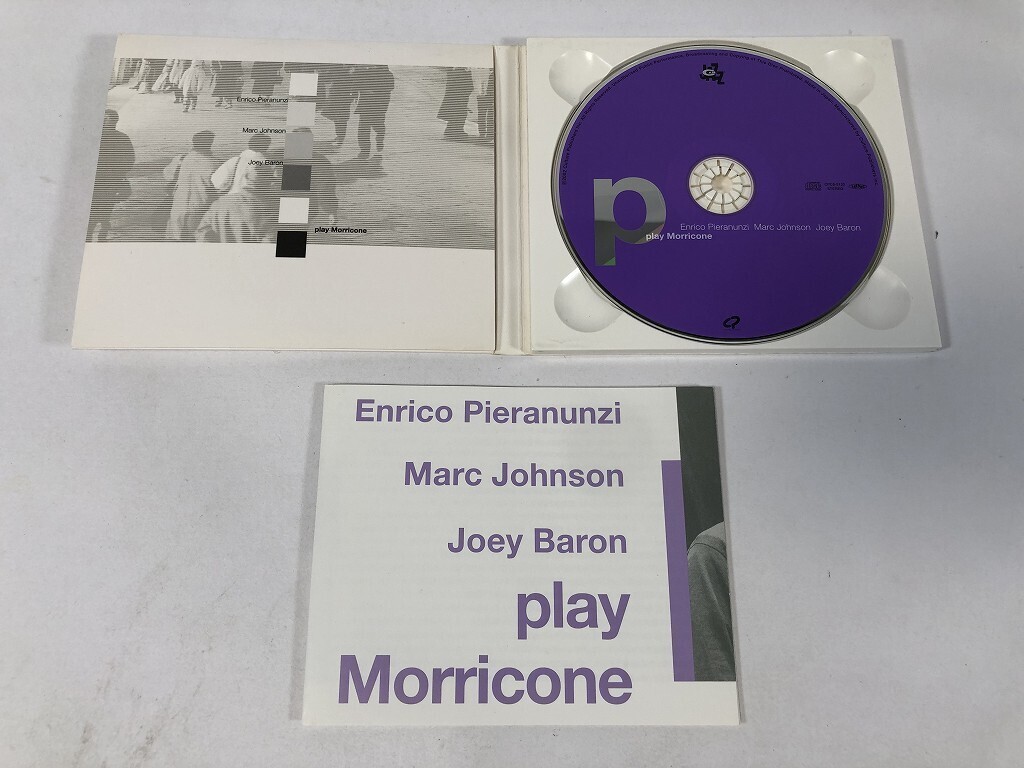 Enrico Pieranunzi
Marc Johnson
Joey Baron
play Morricone
p
Enrico Pieranunzi Marc Johnson Joey Baron
play Morricone
Enrico Pieranunzi
Marc Johnson
Joey Baron
play
Morricone